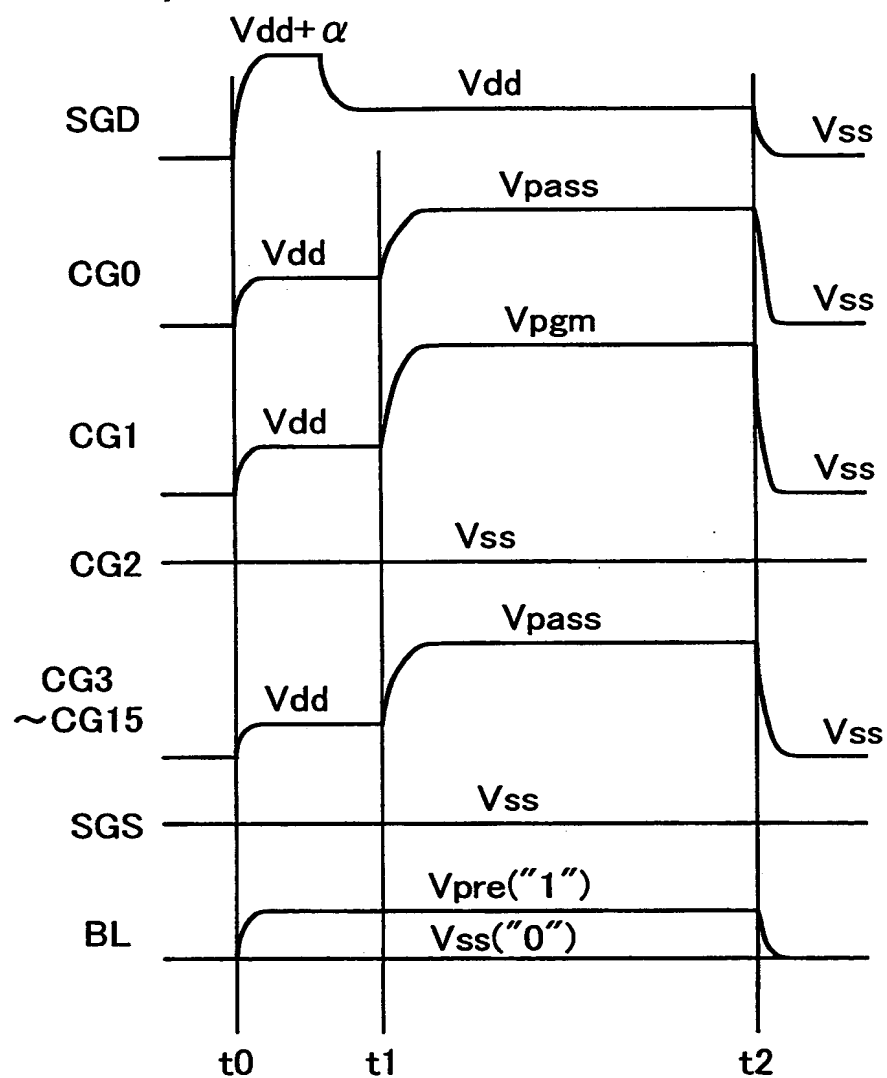 Vdd+α
SGD
Vdd
Vss
CG0
Vdd
Vpass
Vss
CG1
Vdd
Vpgm
Vss
CG2
Vss
CG3
~CG15
Vdd
Vpass
Vss
SGS
Vss
BL
Vpre("1")
Vss("0")
t0 t1 t2